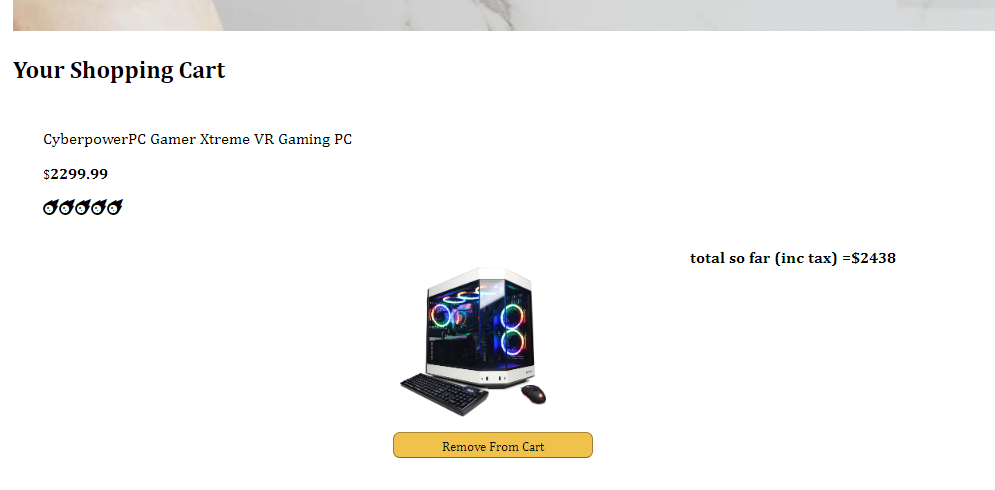 Your Shopping Cart
CyberpowerPC Gamer Xtreme VR Gaming PC
$2299.99
total so far (inc tax) =$2438
Remove From Cart